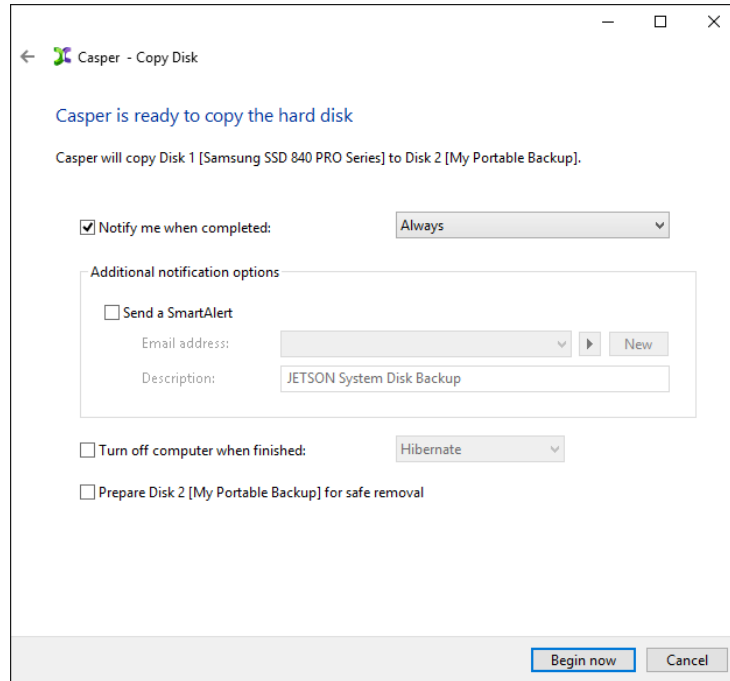 Casper - Copy Disk
Casper is ready to copy the hard disk
Casper will copy Disk 1 [Samsung SSD 840 PRO Series] to Disk 2 [My Portable Backup].
Notify me when completed: Always
Additional notification options
Send a SmartAlert
Email address: New
Description: JETSON System Disk Backup
Turn off computer when finished: Hibernate
Prepare Disk 2 [My Portable Backup] for safe removal
Begin now Cancel